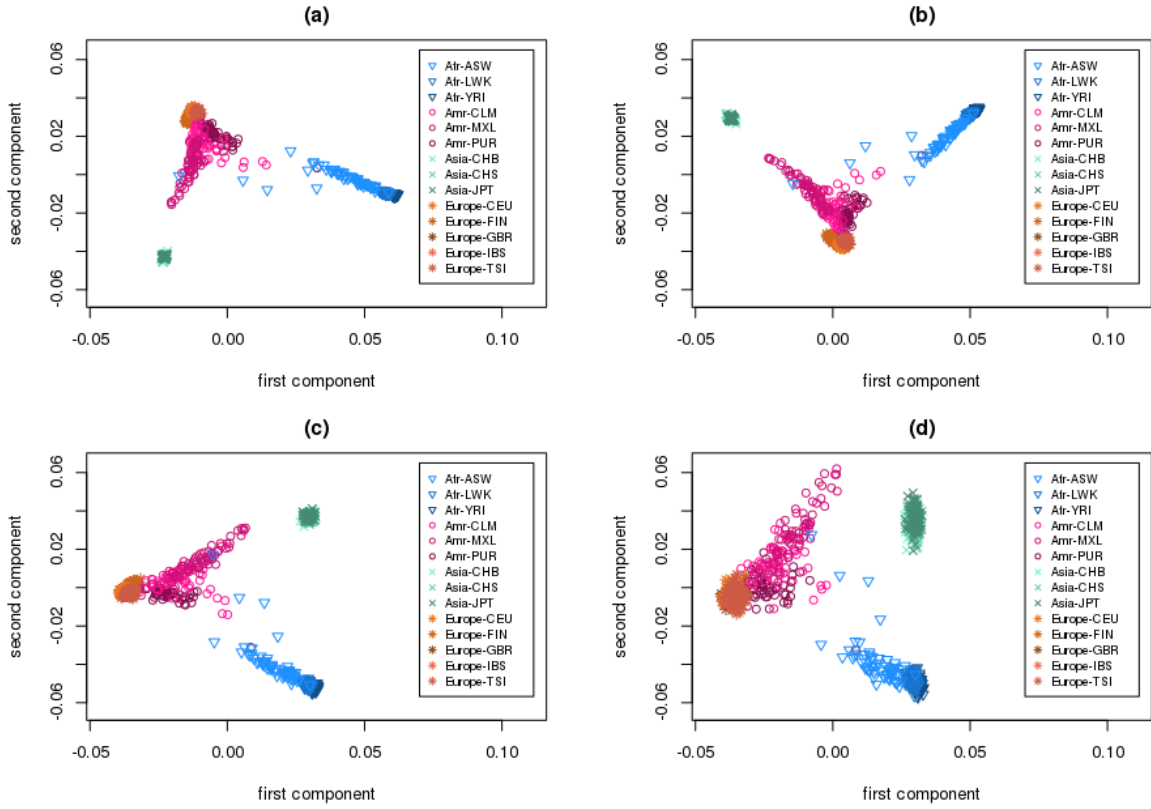 (a)
second component
0.06
0.02
-0.02
-0.06
Afr-ASW
Afr-LWK
Afr-YRI
Amr-CLM
Amr-MXL
Amr-PUR
Asia-CHB
Asia-CHS
Asia-JPT
Europe-CEU
Europe-FIN
Europe-GBR
Europe-IBS
Europe-TSI
-0.05
0.00
0.05
0.10
first component
(b)
second component
0.06
0.02
-0.02
-0.06
Afr-ASW
Afr-LWK
Afr-YRI
Amr-CLM
Amr-MXL
Amr-PUR
Asia-CHB
Asia-CHS
Asia-JPT
Europe-CEU
Europe-FIN
Europe-GBR
Europe-IBS
Europe-TSI
-0.05
0.00
0.05
0.10
first component
(c)
second component
0.06
0.02
-0.02
-0.06
Afr-ASW
Afr-LWK
Afr-YRI
Amr-CLM
Amr-MXL
Amr-PUR
Asia-CHB
Asia-CHS
Asia-JPT
Europe-CEU
Europe-FIN
Europe-GBR
Europe-IBS
Europe-TSI
-0.05
0.00
0.05
0.10
first component
(d)
second component
0.06
0.02
-0.02
-0.06
Afr-ASW
Afr-LWK
Afr-YRI
Amr-CLM
Amr-MXL
Amr-PUR
Asia-CHB
Asia-CHS
Asia-JPT
Europe-CEU
Europe-FIN
Europe-GBR
Europe-IBS
Europe-TSI
-0.05
0.00
0.05
0.10
first component